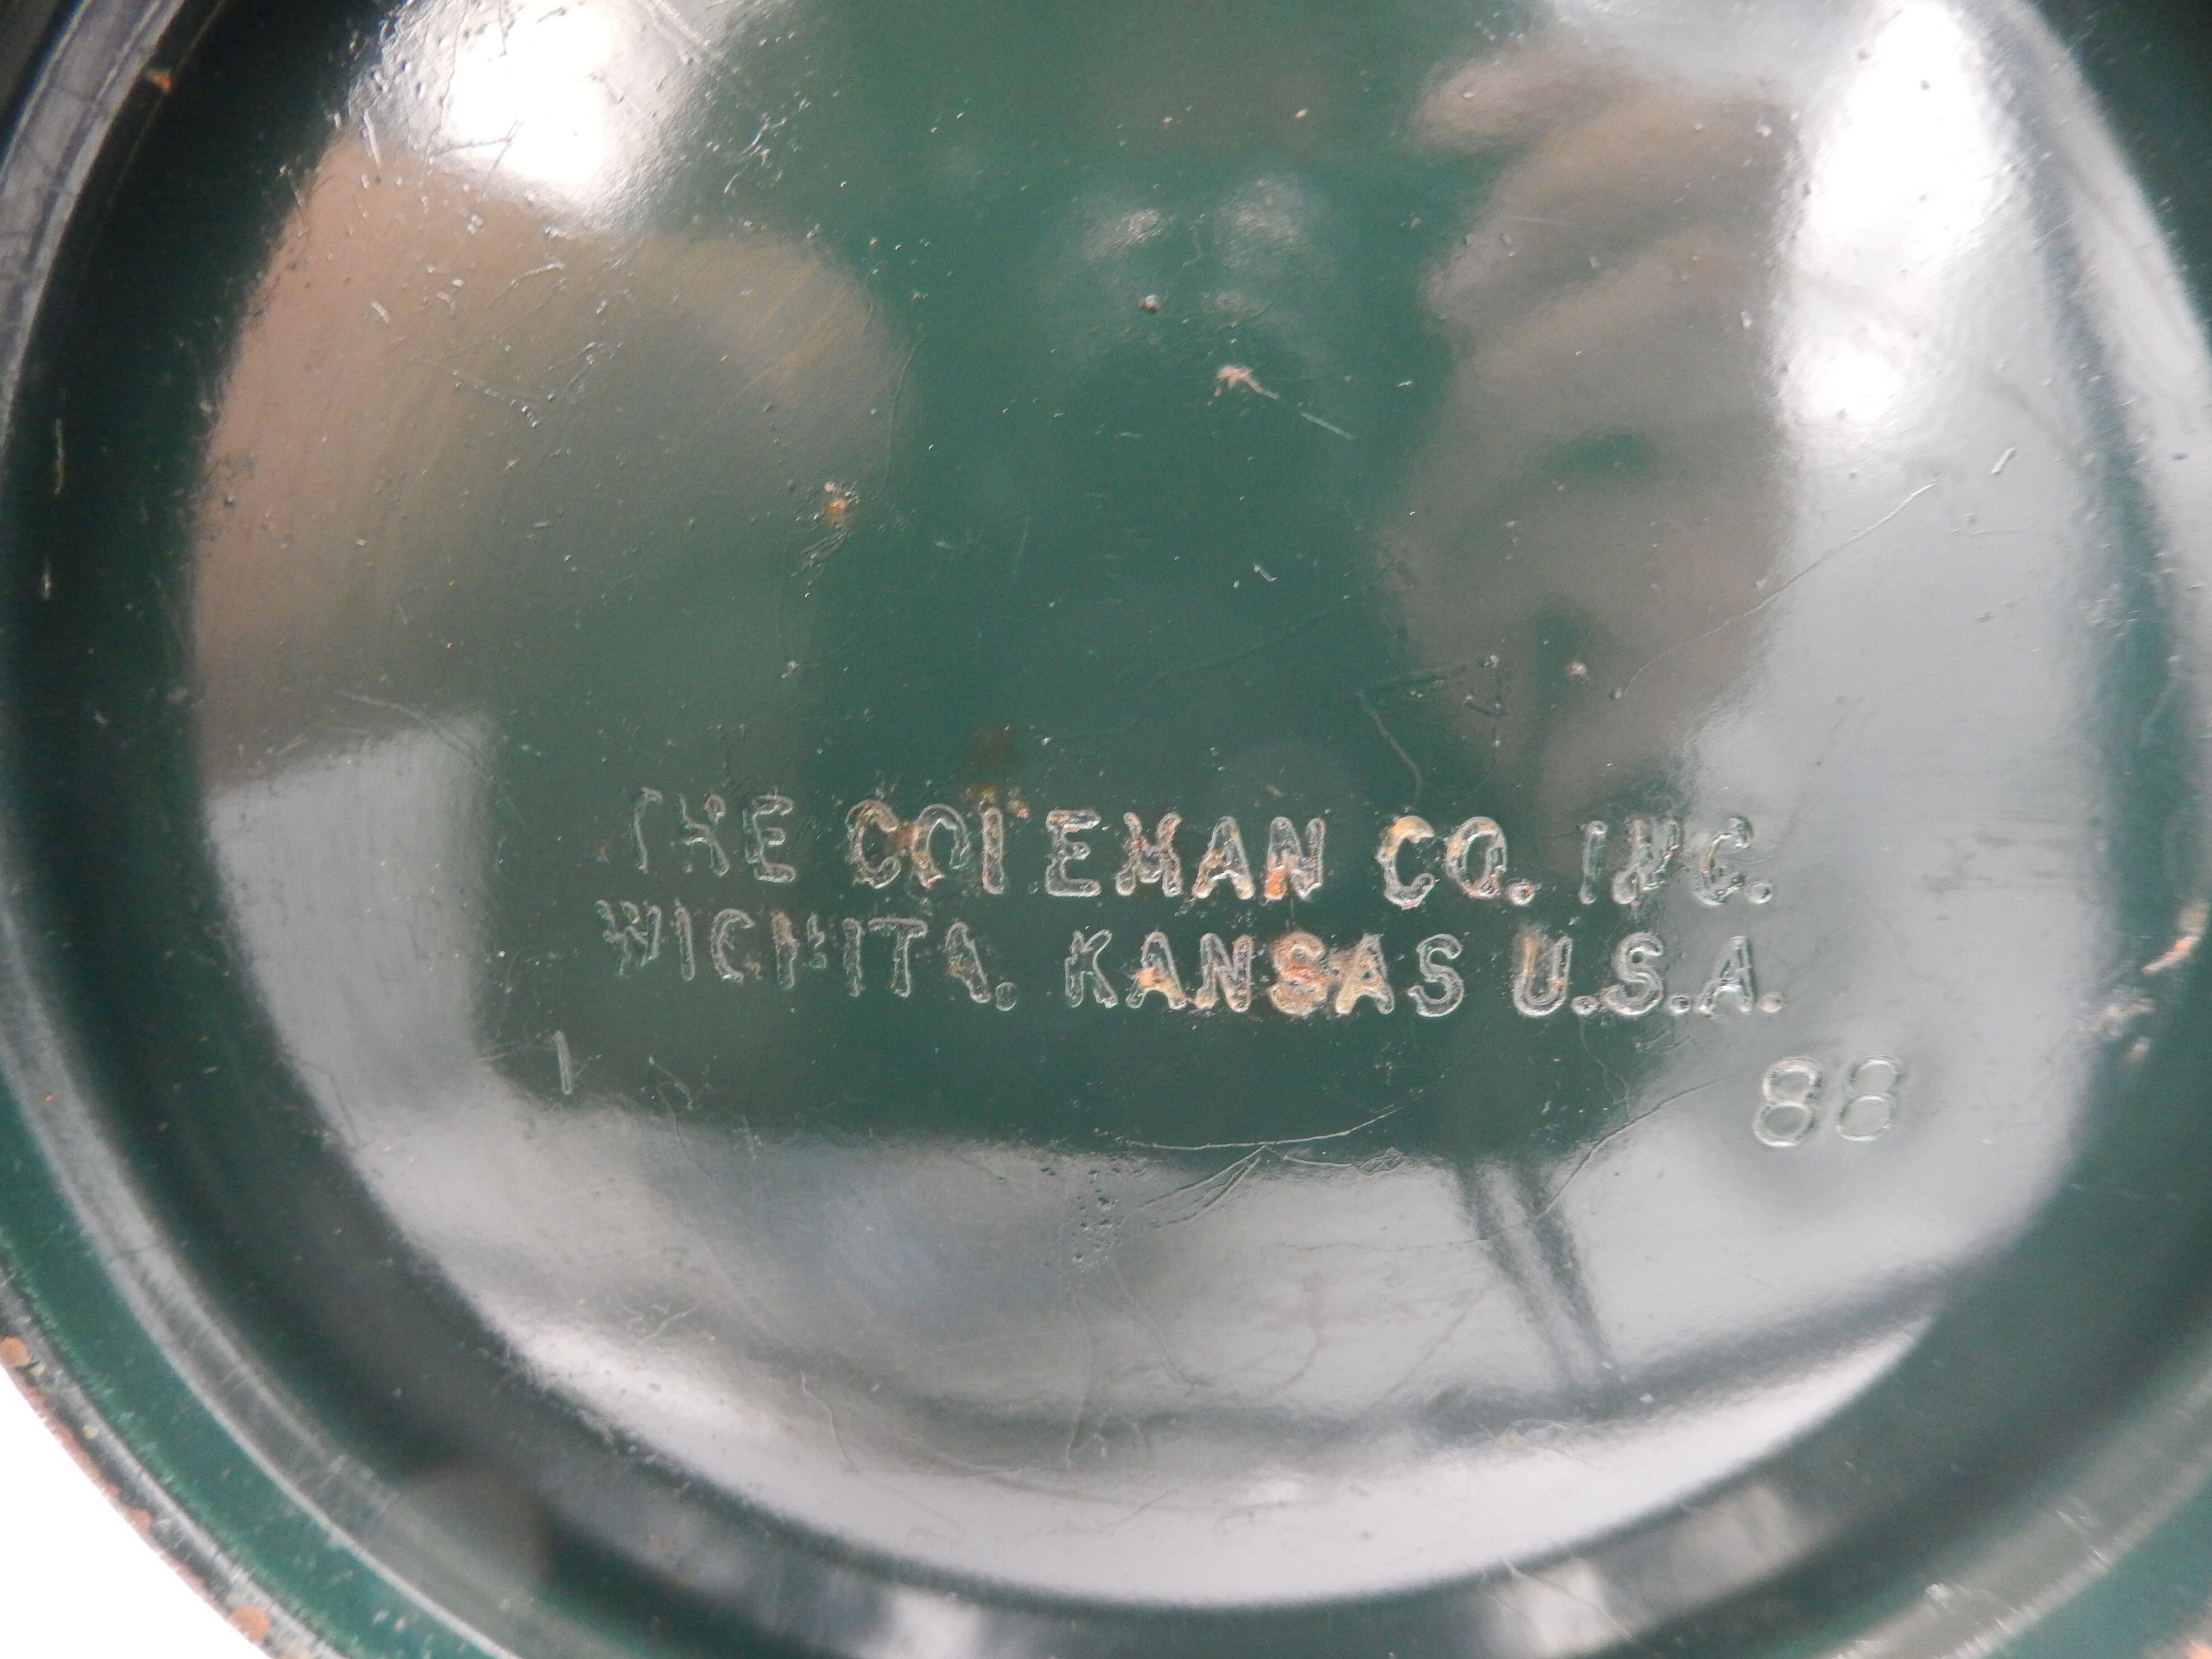 THE COLEMAN CO. INC.
WICHITA, KANSAS U.S.A.
88